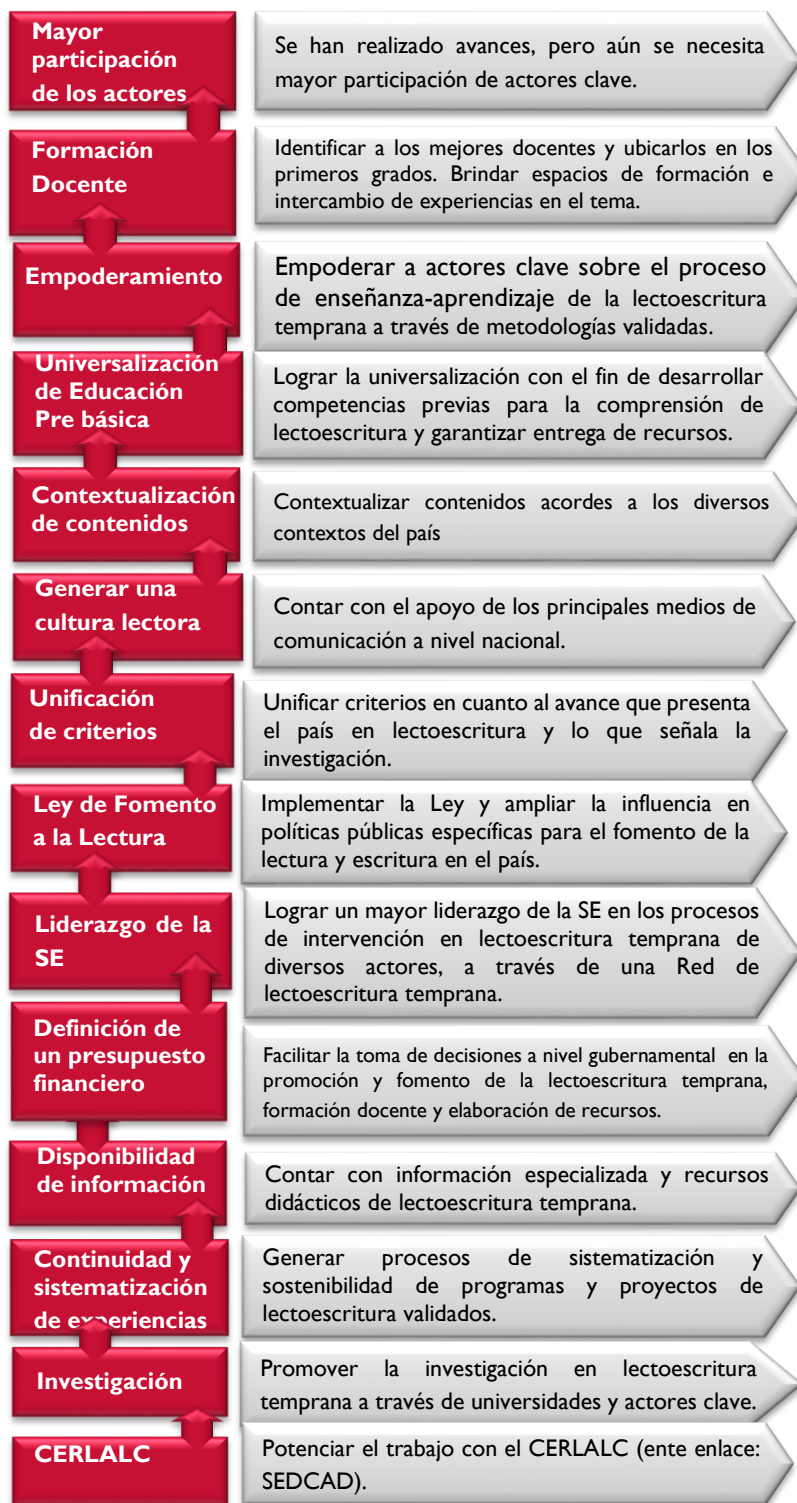 Mayor
participación
de los actores
Se han realizado avances, pero aún se necesita
mayor participación de actores clave.
Formación
Docente
Identificar a los mejores docentes y ubicarlos en los
primeros grados. Brindar espacios de formación e
intercambio de experiencias en el tema.
Empoderamiento
Empoderar a actores clave sobre el proceso
de enseñanza-aprendizaje de la lectoescritura
temprana a través de metodologías validadas.
Universalización
de Educación
Pre básica
Lograr la universalización con el fin de desarrollar
competencias previas para la comprensión de
lectoescritura y garantizar entrega de recursos.
Contextualización
de contenidos
Contextualizar contenidos acordes a los diversos
contextos del país
Generar una
cultura lectora
Contar con el apoyo de los principales medios de
comunicación a nivel nacional.
Unificación
de criterios
Unificar criterios en cuanto al avance que presenta
el país en lectoescritura y lo que señala la
investigación.
Ley de Fomento
a la Lectura
Implementar la Ley y ampliar la influencia en
políticas públicas específicas para el fomento de la
lectura y escritura en el país.
Liderazgo de la
SE
Lograr un mayor liderazgo de la SE en los procesos
de intervención en lectoescritura temprana de
diversos actores, a través de una Red de
lectoescritura temprana.
Definición de
un presupuesto
financiero
Facilitar la toma de decisiones a nivel gubernamental en la
promoción y fomento de la lectoescritura temprana,
formación docente y elaboración de recursos.
Disponibilidad
de información
Contar con información especializada y recursos
didácticos de lectoescritura temprana.
Continuidad y
sistematización
de experiencias
Generar procesos de sistematización y
sostenibilidad de programas y proyectos de
lectoescritura validados.
Investigación
Promover la investigación en lectoescritura
temprana a través de universidades y actores clave.
CERLALC
Potenciar el trabajo con el CERLALC (ente enlace:
SEDCAD).